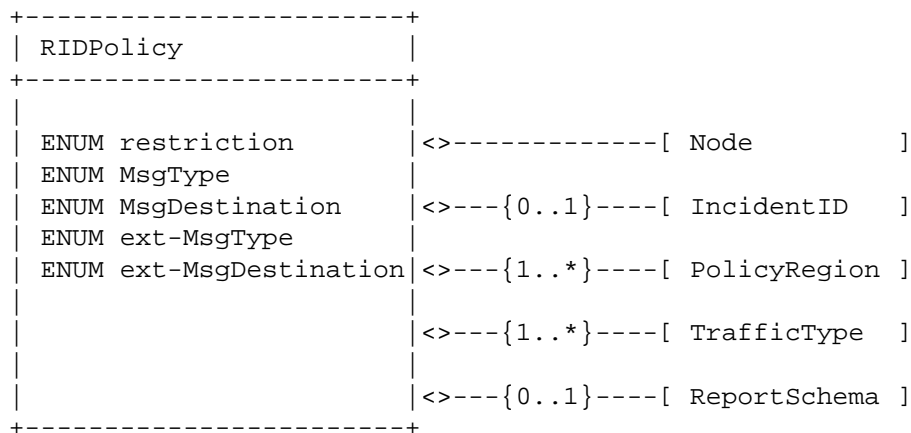 +------------------------+
| RIDPolicy              |
+------------------------+
|                        |
| ENUM restriction       |<>-------------[ Node         ]
| ENUM MsgType           |
| ENUM MsgDestination    |<>---{0..1}----[ IncidentID   ]
| ENUM ext-MsgType       |
| ENUM ext-MsgDestination|<>---{1..*}----[ PolicyRegion ]
|                        |
|                        |<>---{1..*}----[ TrafficType  ]
|                        |
|                        |<>---{0..1}----[ ReportSchema ]
+------------------------+